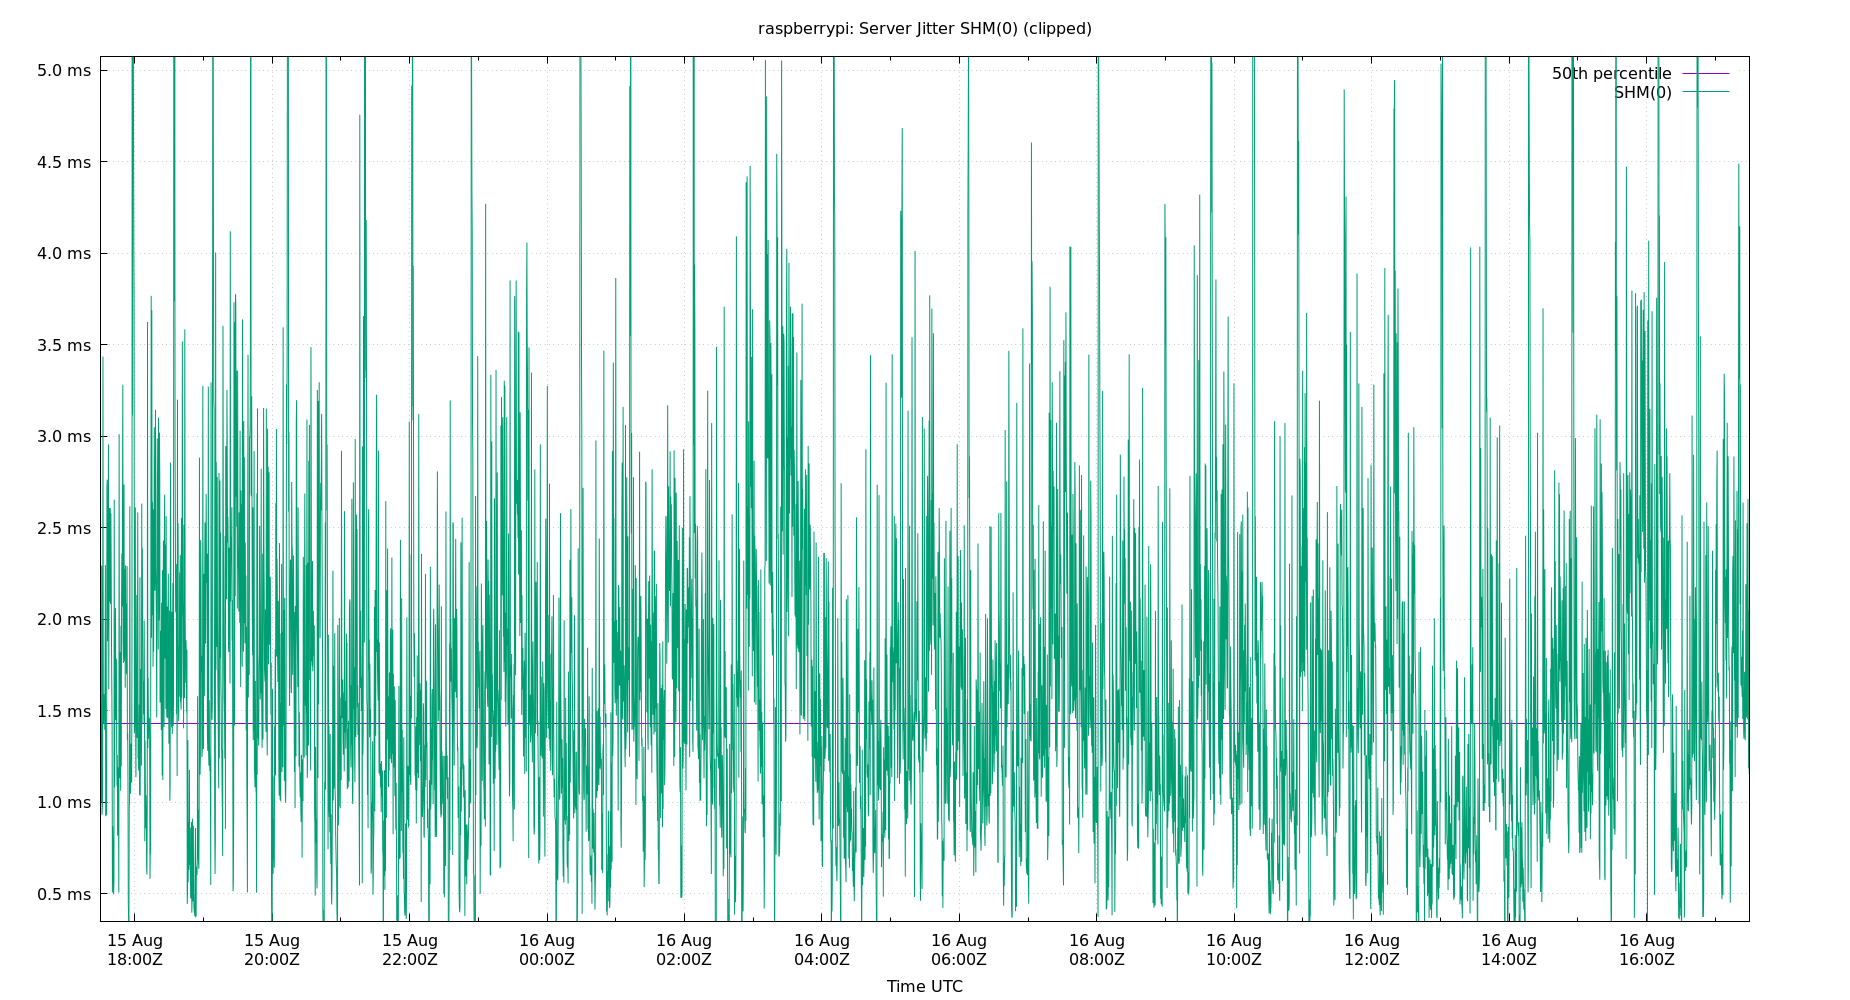 raspberrypi: Server Jitter SHM(0) (clipped)
5.0 ms
50th percentile
SHM(0)
4.5 ms
4.0 ms
3.5 ms
3.0 ms
2.5 ms
2.0 ms
1.5 ms
1.0 ms
0.5 ms
15 Aug 15 Aug 15 Aug 16 Aug 16 Aug 16 Aug 16 Aug 16 Aug 16 Aug 16 Aug 16 Aug 16 Aug
18:00Z 20:00Z 22:00Z 00:00Z 02:00Z 04:00Z 06:00Z 08:00Z 10:00Z 12:00Z 14:00Z 16:00Z
Time UTC